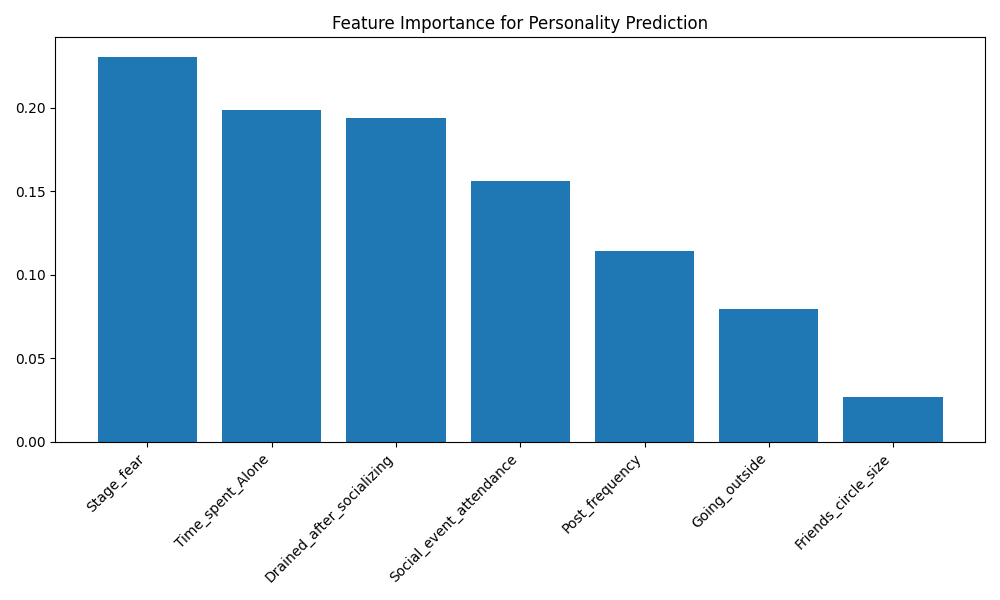 Feature Importance for Personality Prediction
0.20
0.15
0.10
0.05
0.00
Stage_fear
Time_spent_Alone
Drained_after_socializing
Social_event_attendance
Post_frequency
Going_outside
Friends_circle_size